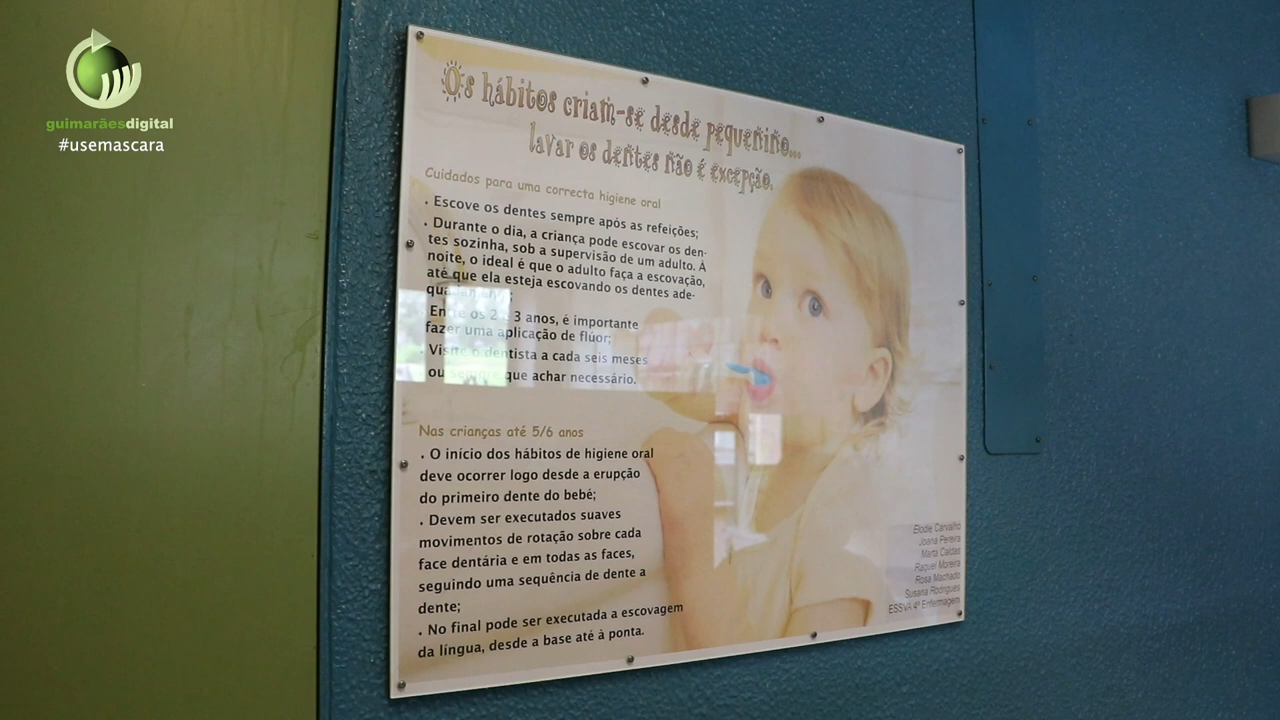 guimarãesdigital
#usemascara
Os hábitos criam-se desde pequenino...
lavar os dentes não é excepção.
Cuidados para uma correcta higiene oral
. Escove os dentes sempre após as refeições;
. Durante o dia, a criança pode escovar os den-
tes sozinha, sob a supervisão de um adulto. À
noite, o ideal é que o adulto faça a escovação,
até que ela esteja escovando os dentes ade-
quadamente;
. Entre os 2 e 3 anos, é importante
fazer uma aplicação de flúor;
. Visite o dentista a cada seis meses
ou sempre que achar necessário.
Nas crianças até 5/6 anos
. O início dos hábitos de higiene oral
deve ocorrer logo desde a erupção
do primeiro dente do bebé;
. Devem ser executados suaves
movimentos de rotação sobre cada
face dentária e em todas as faces,
seguindo uma sequência de dente a
dente;
. No final pode ser executada a escovagem
da língua, desde a base até à ponta.
Elodie Carvalho
Joana Pereira
Marta Caldas
Raquel Moreira
Rosa Machado
Susana Rodrigues
ESSVA 4º Enfermagem